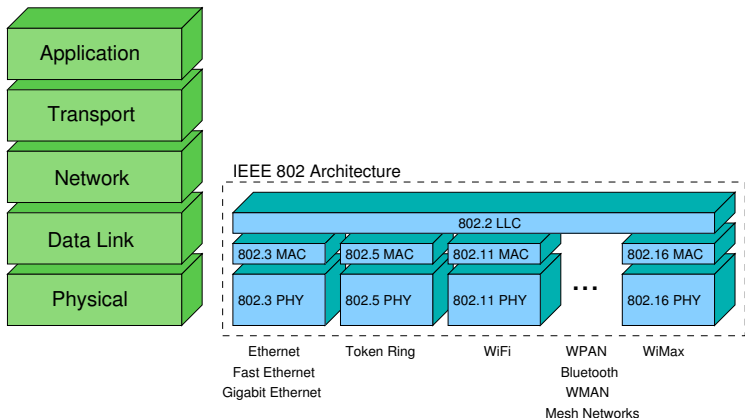 Application
Transport
Network
Data Link
Physical
IEEE 802 Architecture
802.2 LLC
802.3 MAC
802.5 MAC
802.11 MAC
802.16 MAC
802.3 PHY
802.5 PHY
802.11 PHY
...
802.16 PHY
Ethernet
Fast Ethernet
Gigabit Ethernet
Token Ring
WiFi
WPAN
Bluetooth
WMAN
Mesh Networks
WiMax